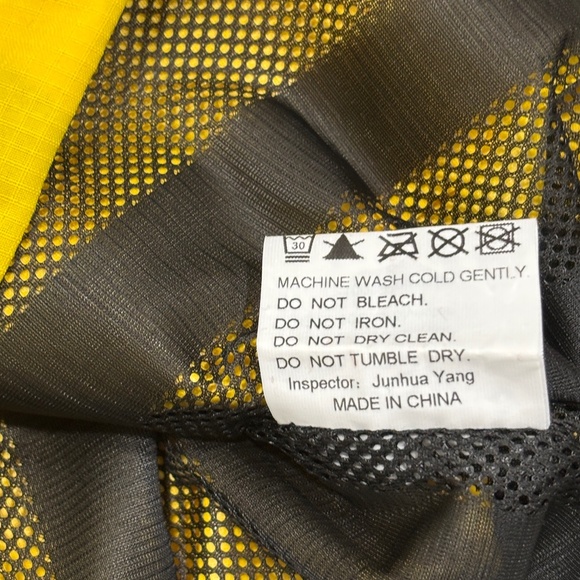 30
MACHINE WASH COLD GENTLY.
DO NOT BLEACH.
DO NOT IRON.
DO NOT DRY CLEAN.
DO NOT TUMBLE DRY.
Inspector: Junhua Yang
MADE IN CHINA